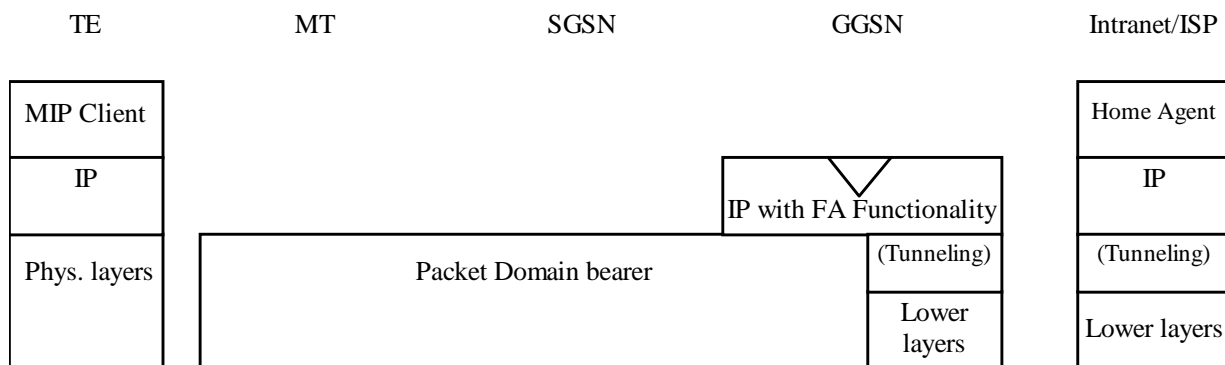 TE MT SGSN GGSN Intranet/ISP
MIP Client
Home Agent
IP
IP
IP with FA Functionality
Phys. layers
Packet Domain bearer
(Tunneling)
(Tunneling)
Lower
layers
Lower layers